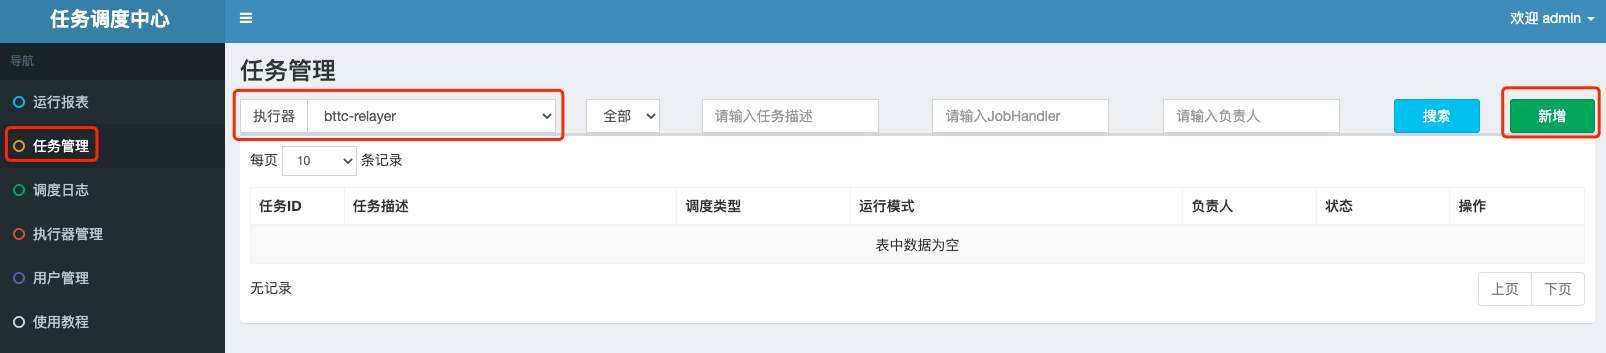 任务调度中心
欢迎 admin
导航
运行报表
任务管理
调度日志
执行器管理
用户管理
使用教程
任务管理
执行器 bttc-relayer 全部 请输入任务描述 请输入JobHandler 请输入负责人 搜索 新增
每页 10 条记录
任务ID 任务描述 调度类型 运行模式 负责人 状态 操作
表中数据为空
无记录 上页 下页